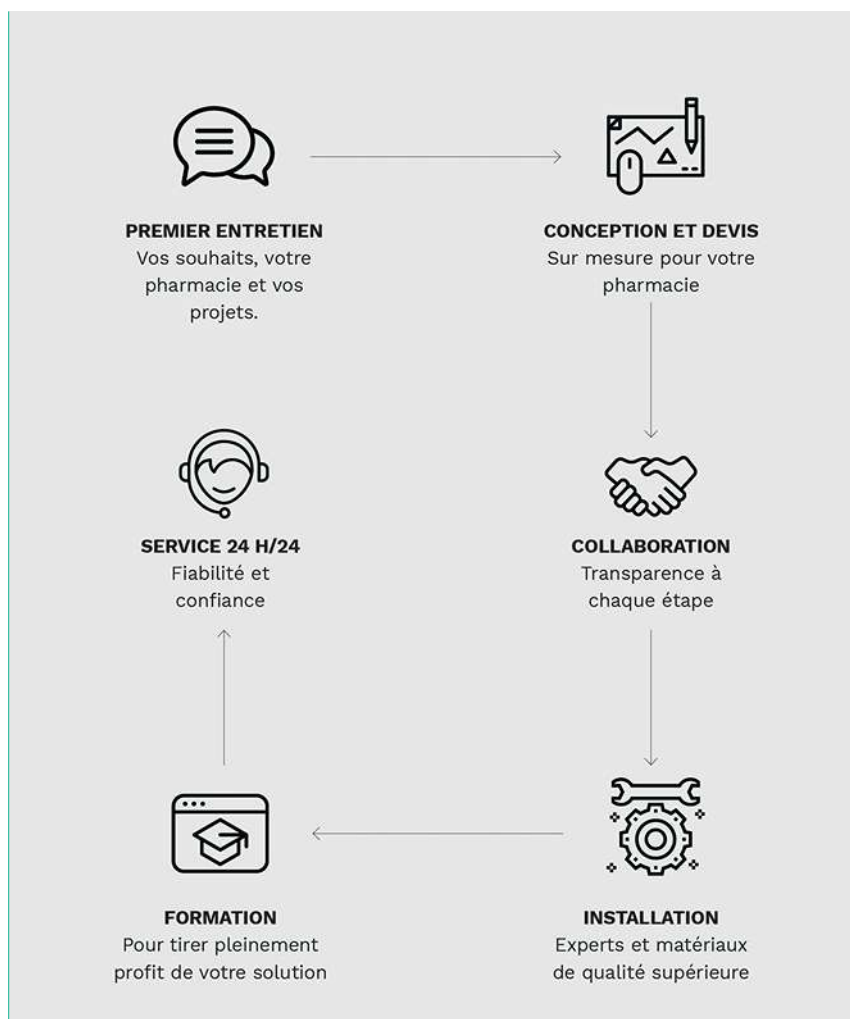 PREMIER ENTRETIEN
Vos souhaits, votre
pharmacie et vos
projets.
CONCEPTION ET DEVIS
Sur mesure pour votre
pharmacie
COLLABORATION
Transparence à
chaque étape
INSTALLATION
Experts et matériaux
de qualité supérieure
FORMATION
Pour tirer pleinement
profit de votre solution
SERVICE 24 H/24
Fiabilité et
confiance